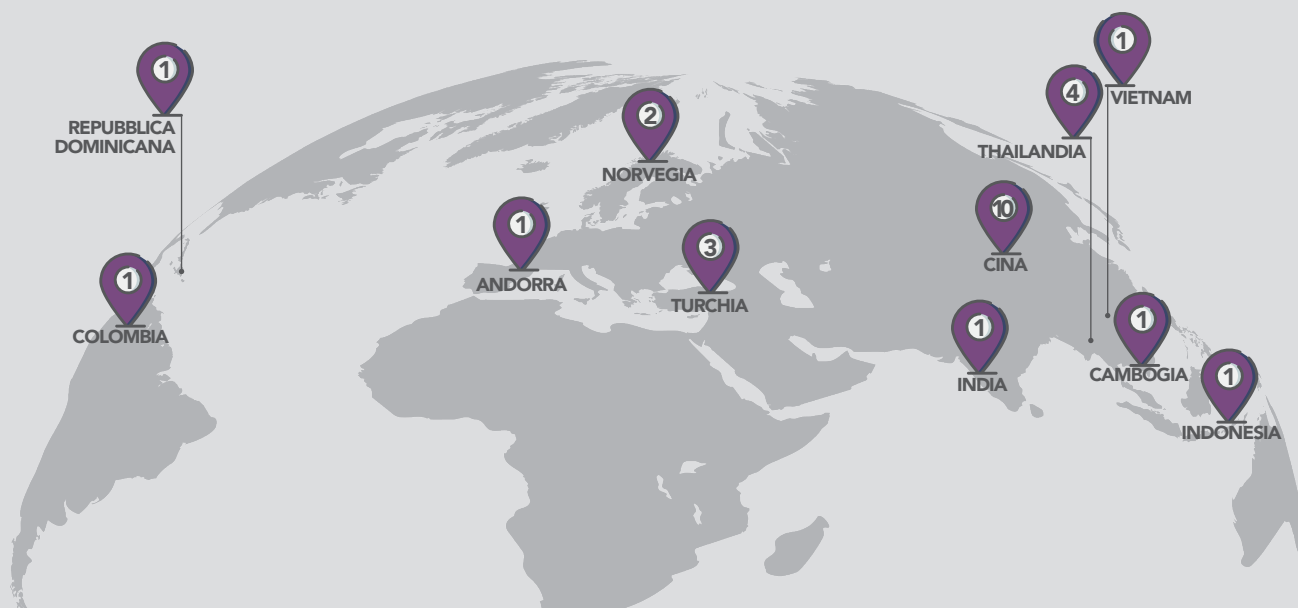 1
REPUBBLICA
DOMINICANA
1
COLOMBIA
2
NORVEGIA
1
ANDORRA
3
TURCHIA
10
CINA
1
INDIA
4
THAILANDIA
1
VIETNAM
1
CAMBOGIA
1
INDONESIA